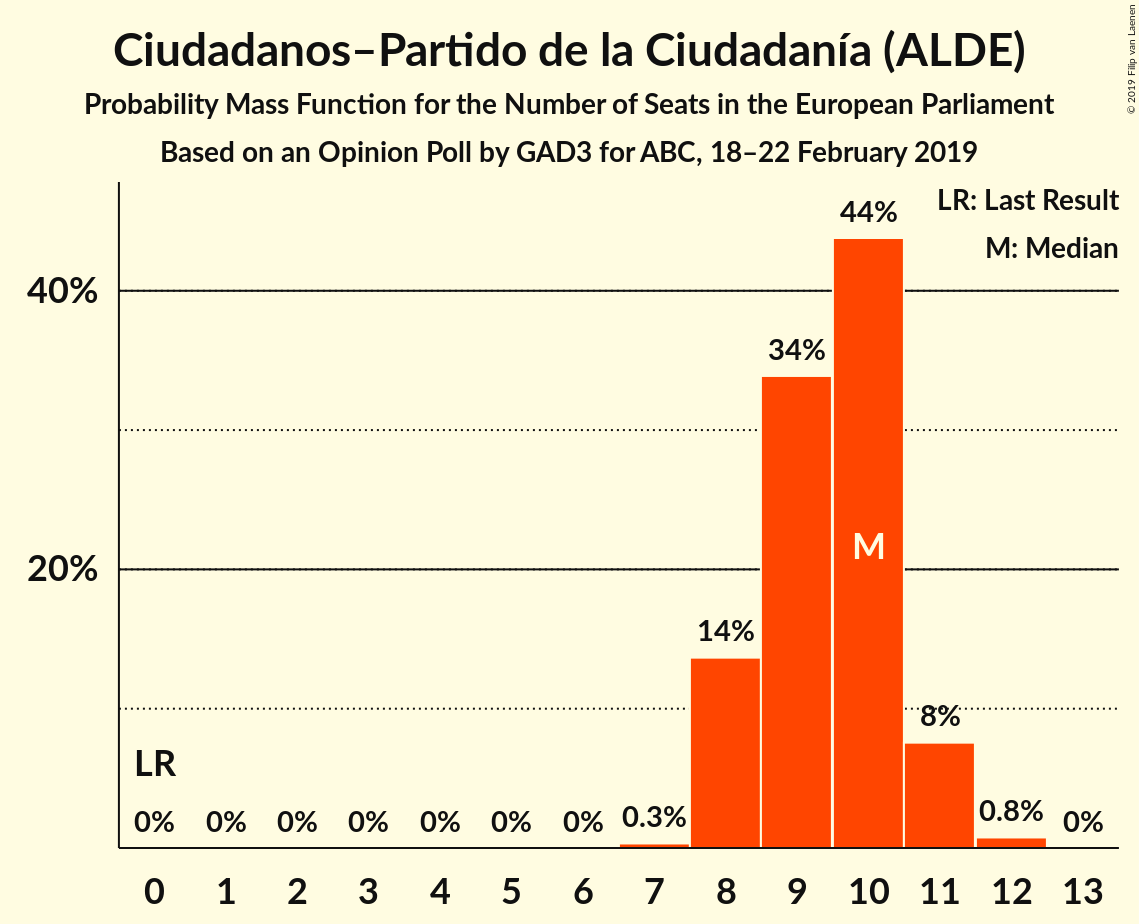 Ciudadanos–Partido de la Ciudadanía (ALDE)
Probability Mass Function for the Number of Seats in the European Parliament
Based on an Opinion Poll by GAD3 for ABC, 18–22 February 2019
© 2019 Filip van Laenen
LR: Last Result
M: Median
44%
40%
34%
M
20%
14%
8%
LR
0% 0% 0% 0% 0% 0% 0% 0.3% 0.8% 0%
0 1 2 3 4 5 6 7 8 9 10 11 12 13